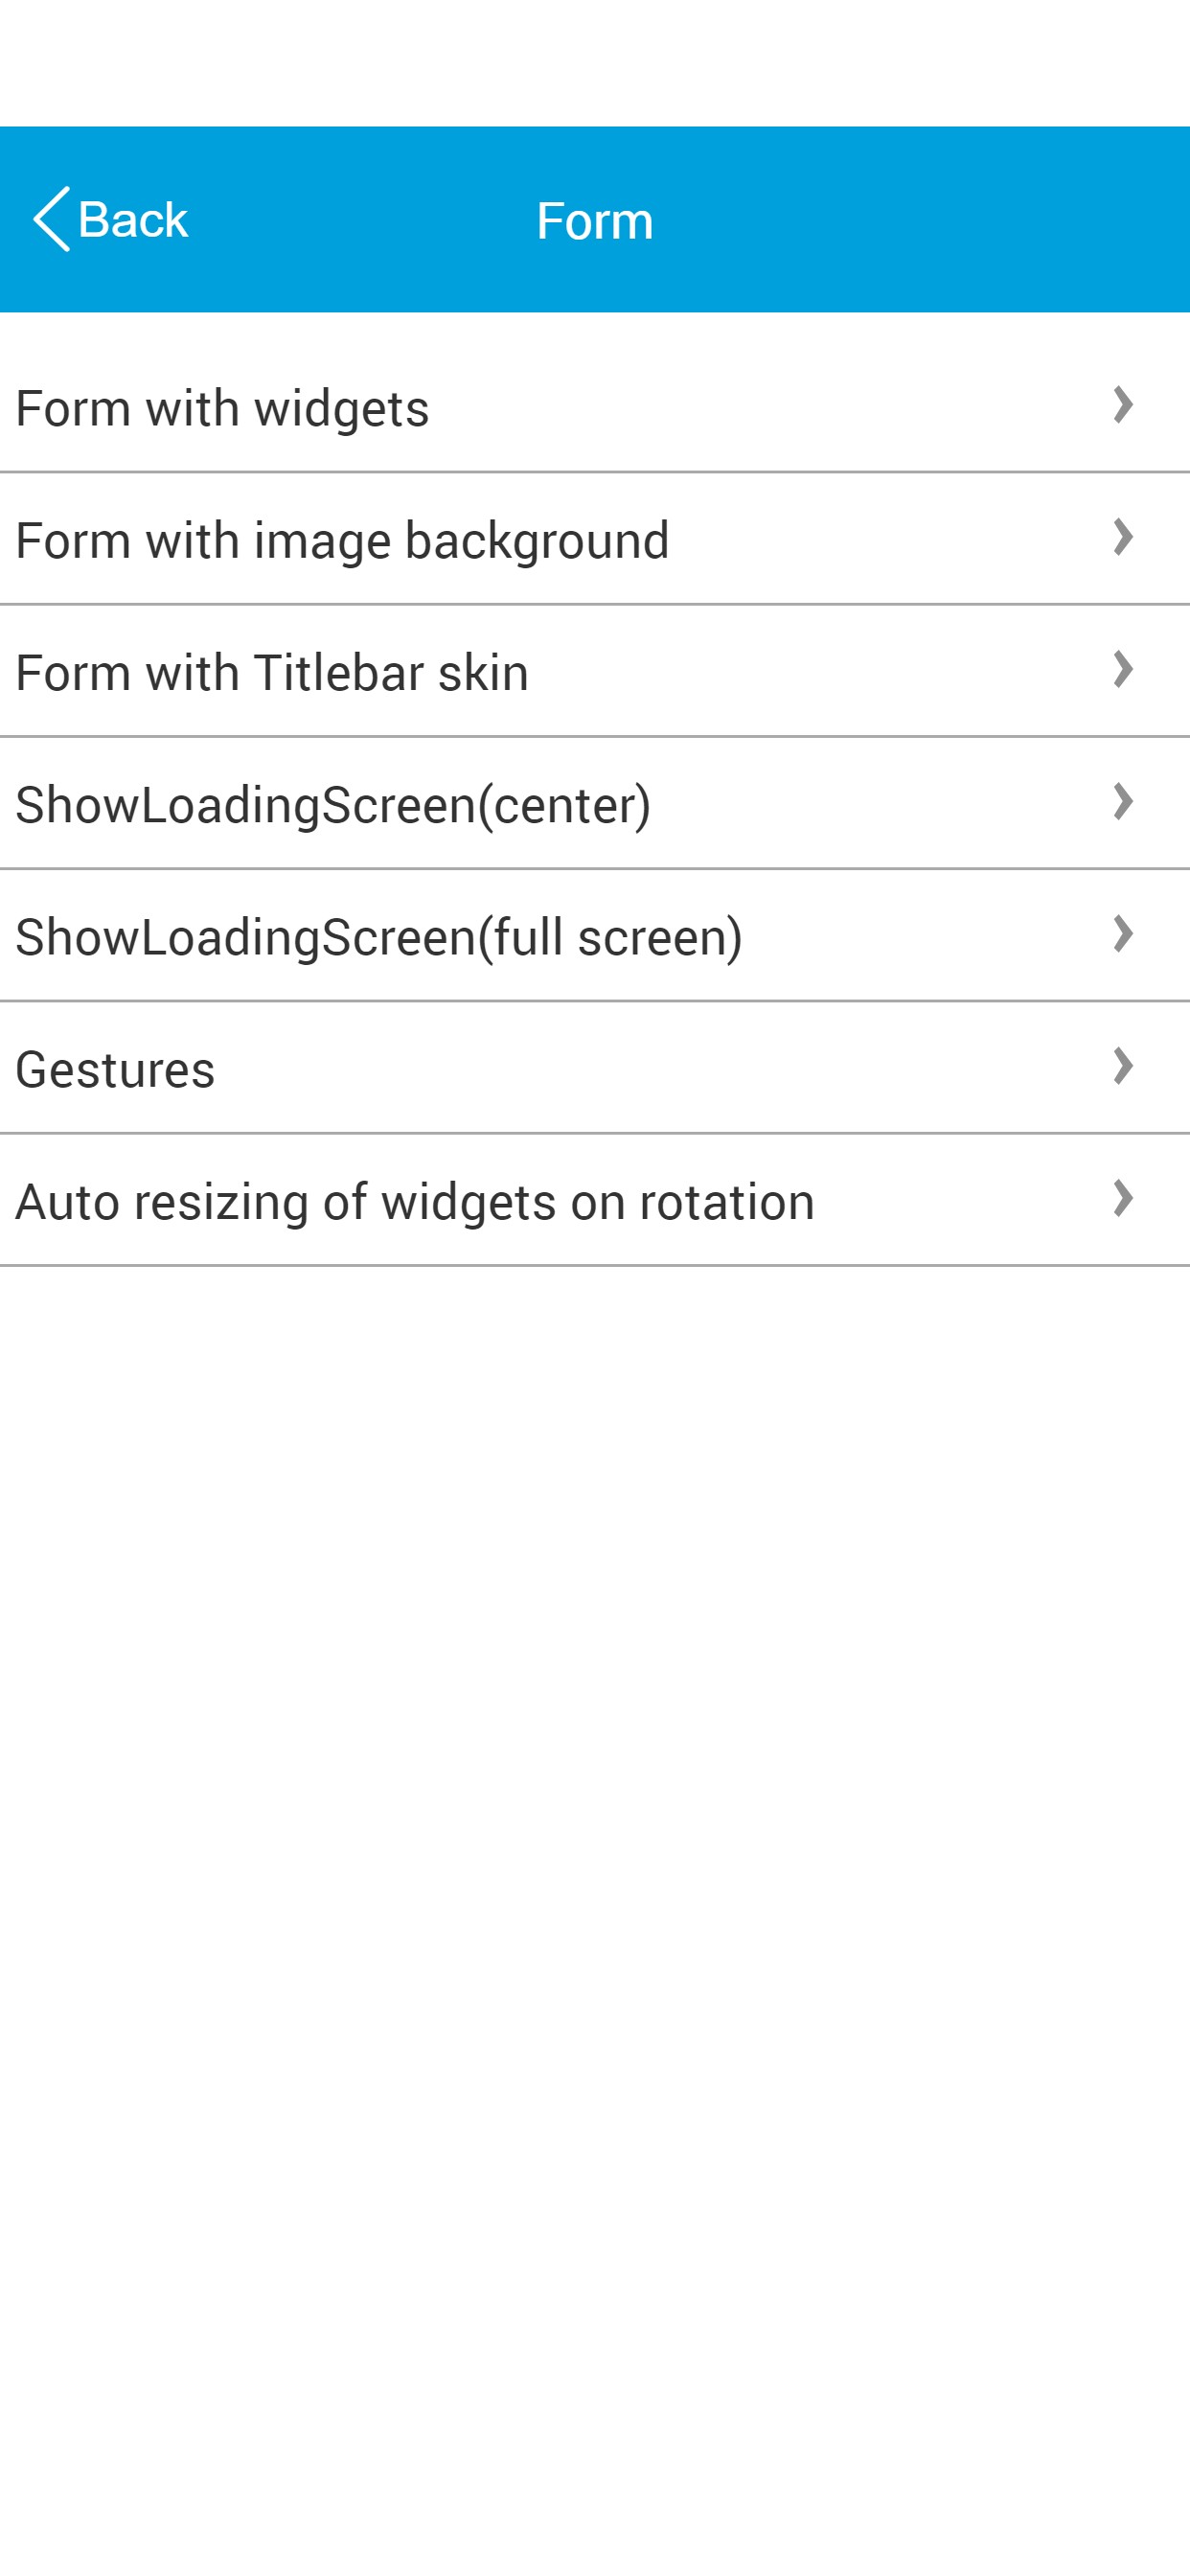 Back
Form
Form with widgets
Form with image background
Form with Titlebar skin
ShowLoadingScreen(center)
ShowLoadingScreen(full screen)
Gestures
Auto resizing of widgets on rotation